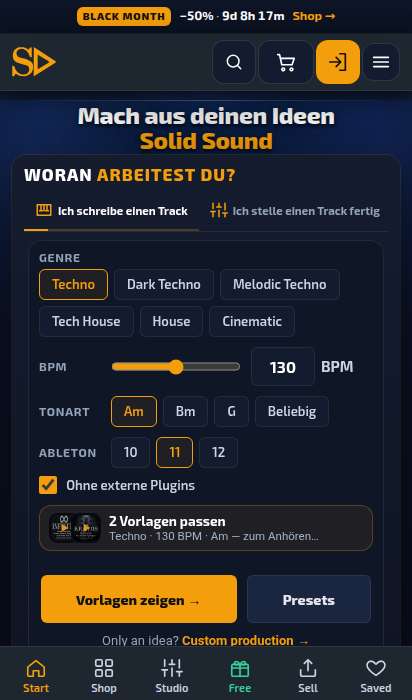 BLACK MONTH −50% · 9d 8h 17m Shop →
Mach aus deinen Ideen
Solid Sound
WORAN ARBEITEST DU?
Ich schreibe einen Track Ich stelle einen Track fertig
GENRE
Techno Dark Techno Melodic Techno
Tech House House Cinematic
BPM 130 BPM
TONART Am Bm G Beliebig
ABLETON 10 11 12
Ohne externe Plugins
2 Vorlagen passen
Techno · 130 BPM · Am — zum Anhören…
Vorlagen zeigen → Presets
Only an idea? Custom production →
Start Shop Studio Free Sell Saved